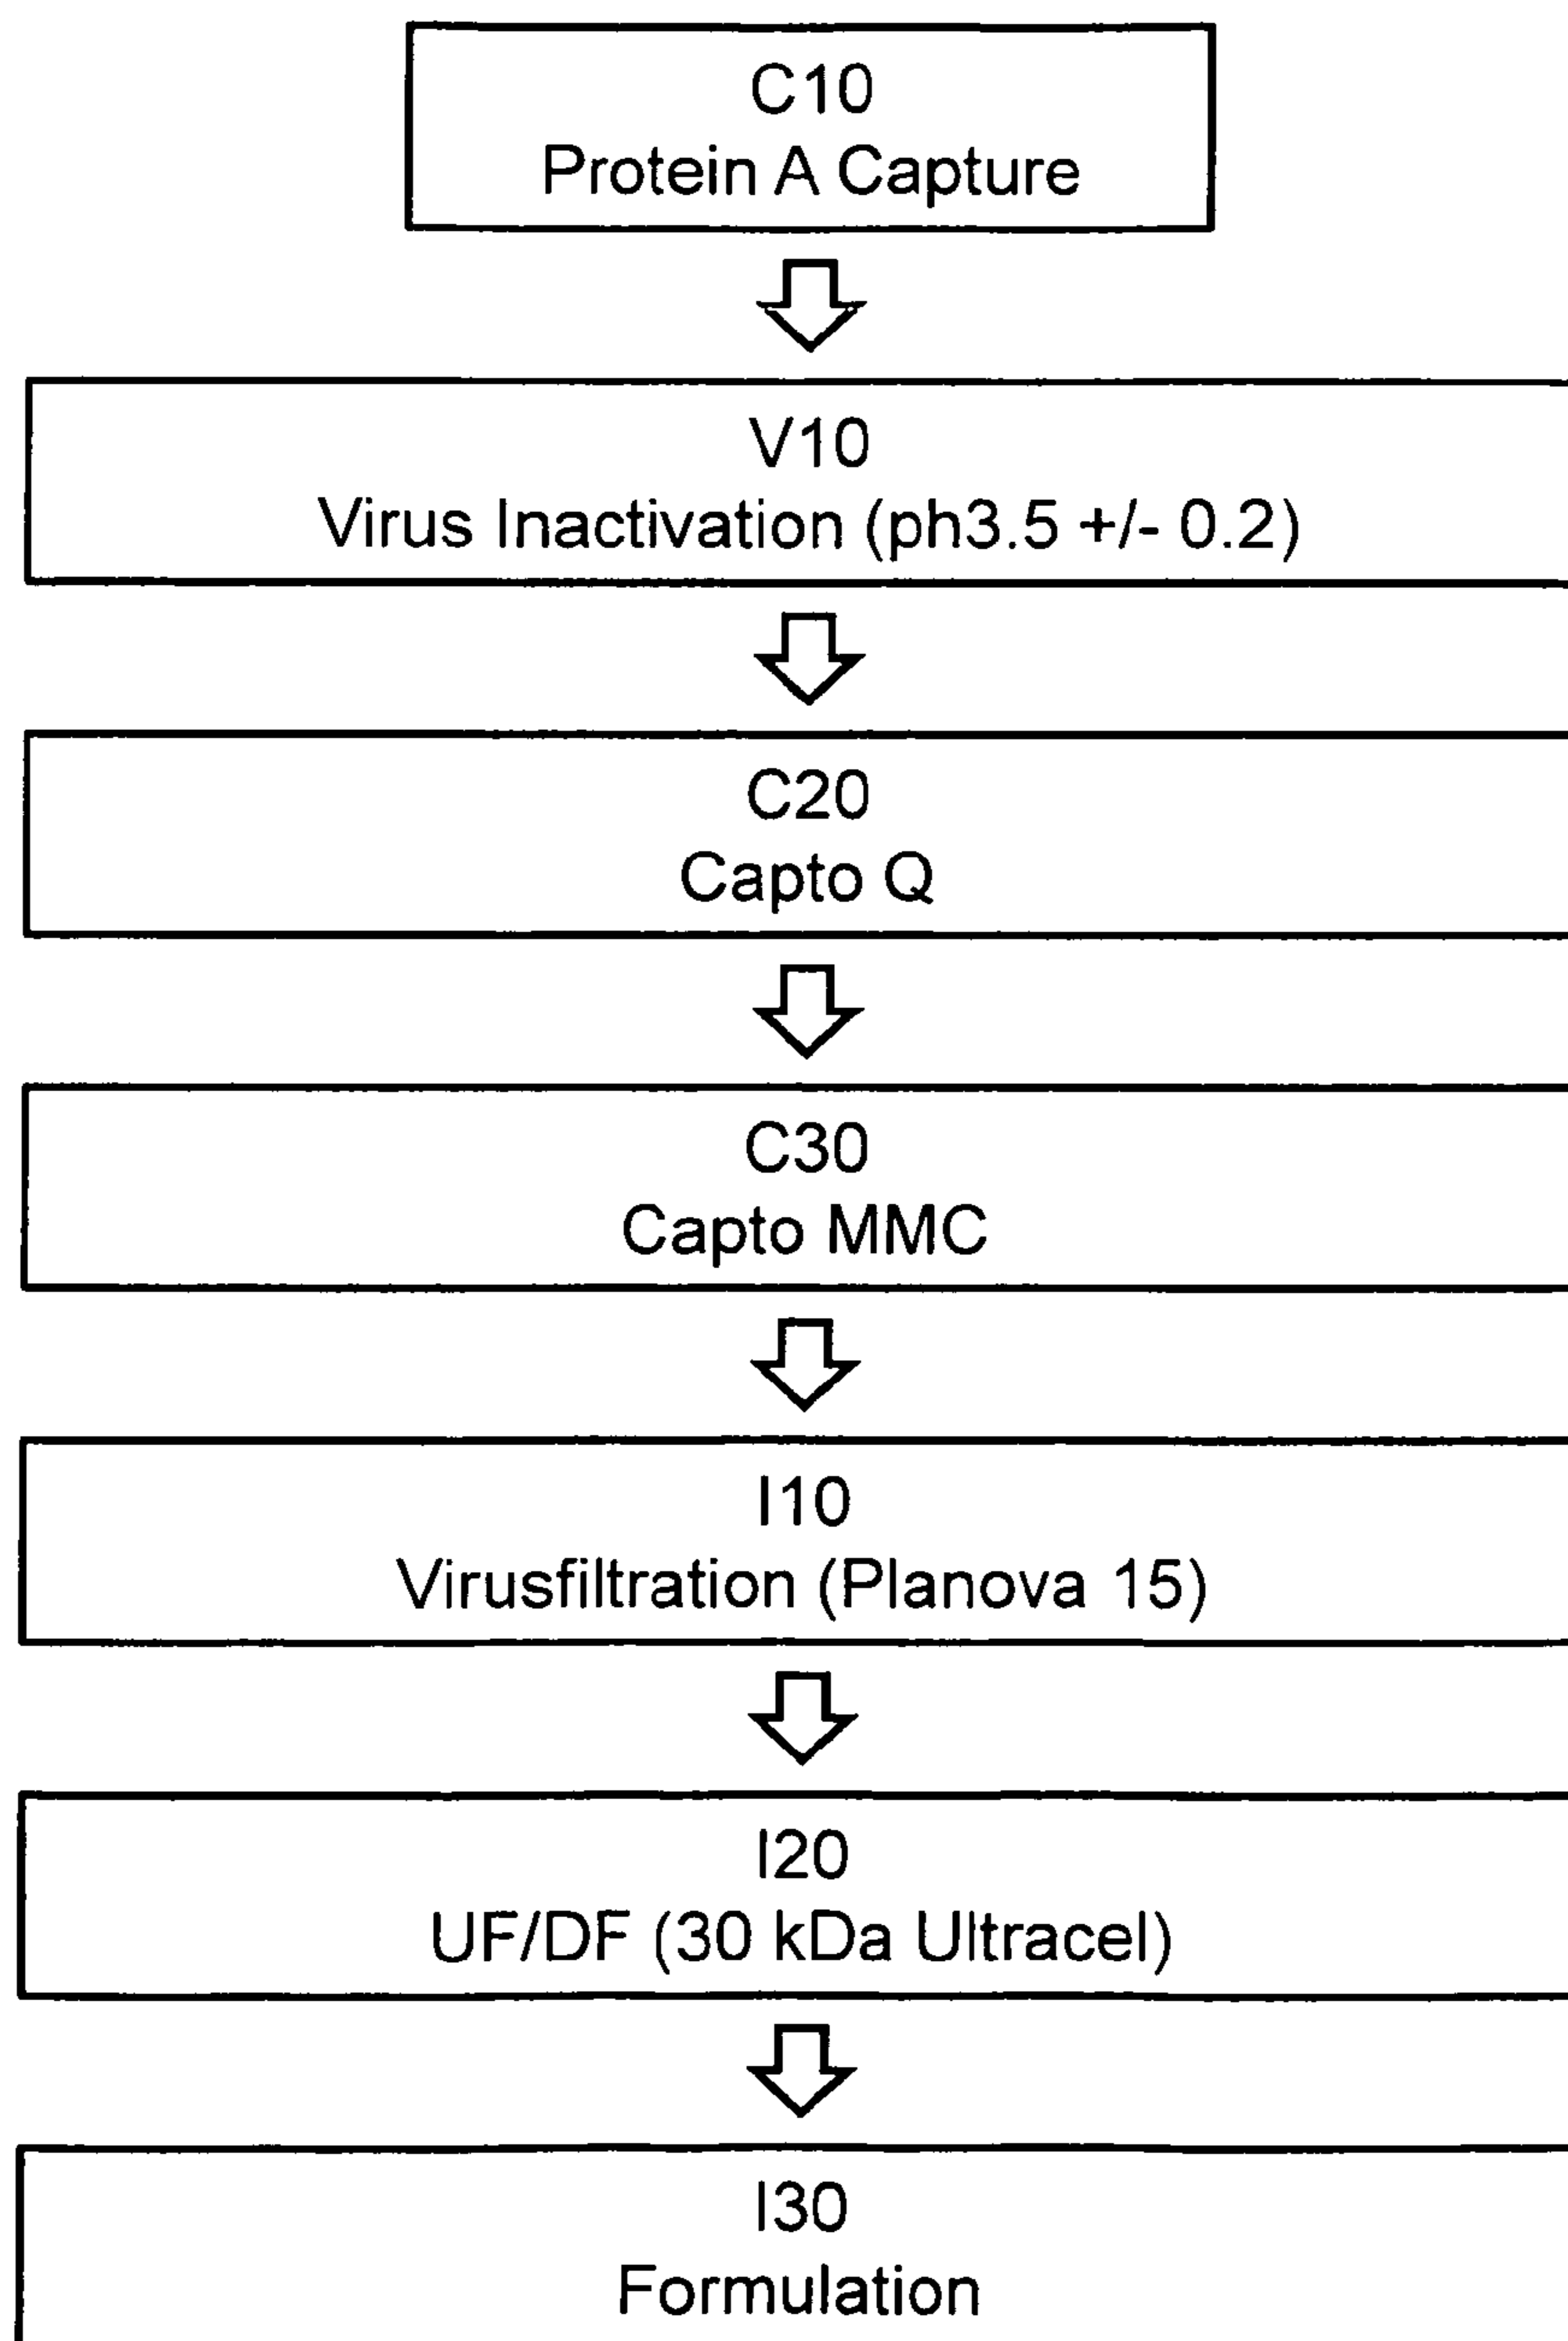 C10
Protein A Capture
V10
Virus Inactivation (ph3.5 +/- 0.2)
C20
Capto Q
C30
Capto MMC
I10
Virusfiltration (Planova 15)
I20
UF/DF (30 kDa Ultracel)
I30
Formulation